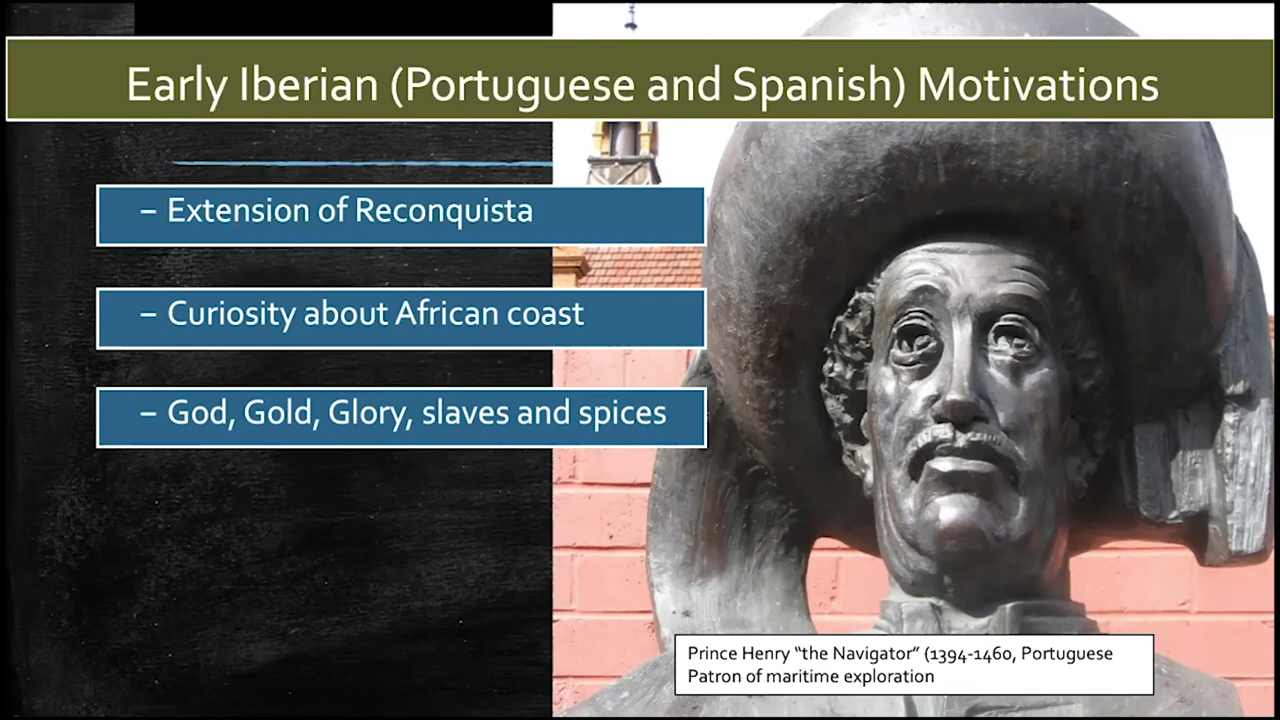 Early Iberian (Portuguese and Spanish) Motivations
– Extension of Reconquista
– Curiosity about African coast
– God, Gold, Glory, slaves and spices
Prince Henry “the Navigator” (1394-1460, Portuguese
Patron of maritime exploration